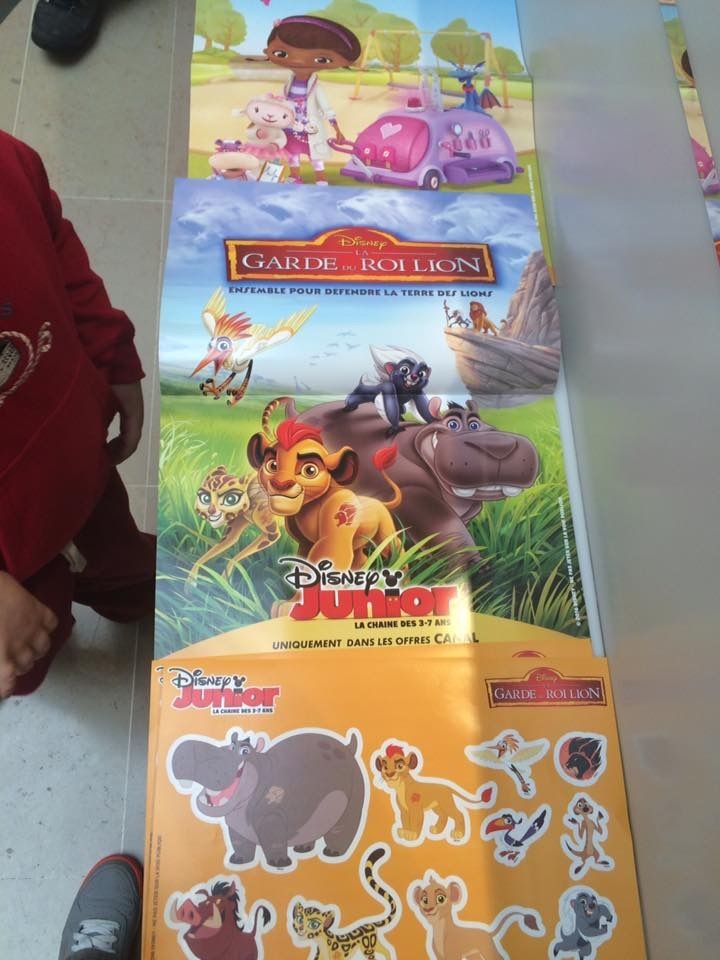 Disney
LA
GARDE DU ROI LION
ENSEMBLE POUR DÉFENDRE LA TERRE DES LIONS
Disney
Junior
LA CHAINE DES 3-7 ANS
UNIQUEMENT DANS LES OFFRES CANAL
Disney
Junior
LA CHAINE DES 3-7 ANS
Disney
GARDE DU ROI LION